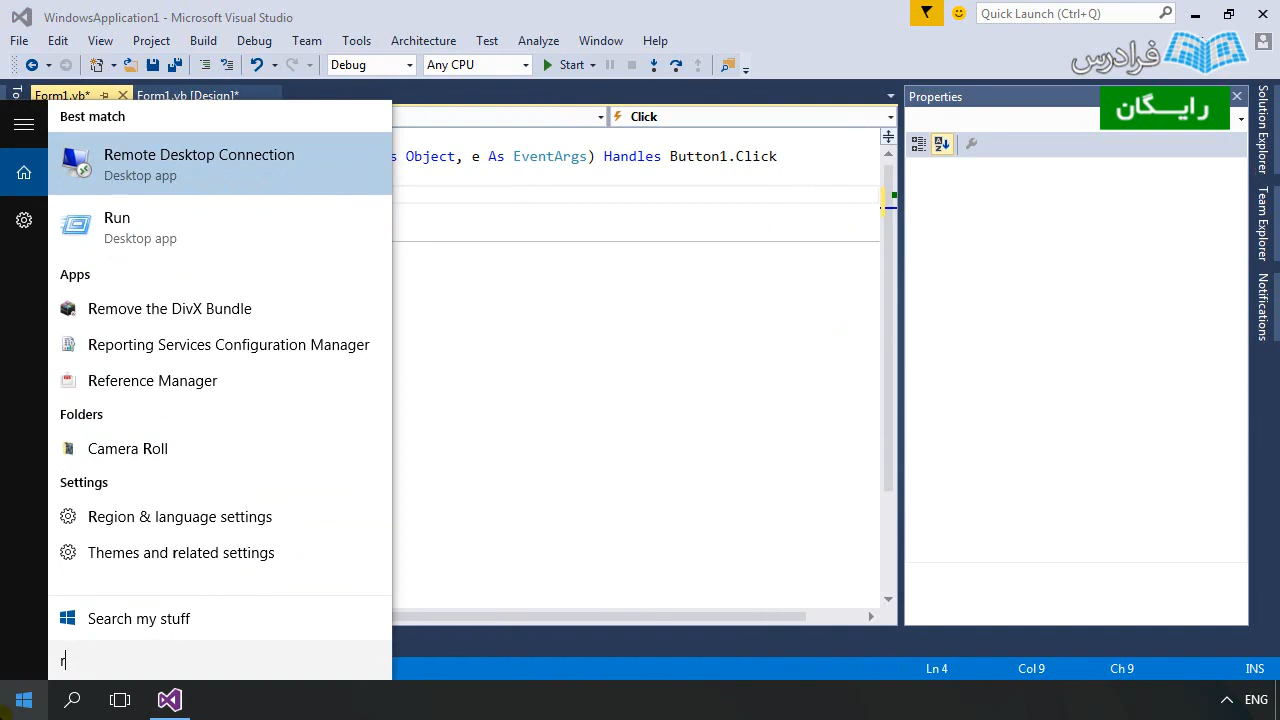 WindowsApplication1 - Microsoft Visual Studio
Quick Launch (Ctrl+Q)
File Edit View Project Build Debug Team Tools Architecture Test Analyze Window Help
Debug Any CPU Start
فرادرس
Form1.vb* Form1.vb [Design]*
Best match
Click
Properties
رایگان
Remote Desktop Connection
Desktop app
s Object, e As EventArgs) Handles Button1.Click
Run
Desktop app
Apps
Remove the DivX Bundle
Reporting Services Configuration Manager
Reference Manager
Folders
Camera Roll
Settings
Region & language settings
Themes and related settings
Search my stuff
r
Solution Explorer
Team Explorer
Notifications
Ln 4 Col 9 Ch 9 INS
ENG